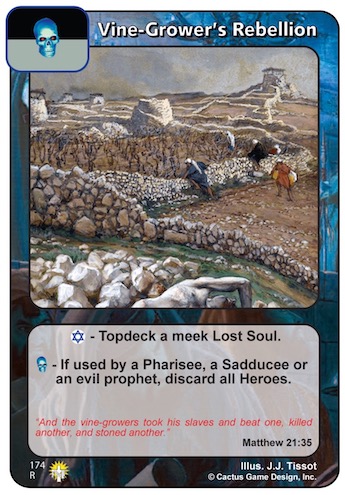 Vine-Grower's Rebellion
- Topdeck a meek Lost Soul.
- If used by a Pharisee, a Sadducee or
an evil prophet, discard all Heroes.
"And the vine-growers took his slaves and beat one, killed
another, and stoned another."
Matthew 21:35
174
R
Illus. J.J. Tissot
© Cactus Game Design, Inc.